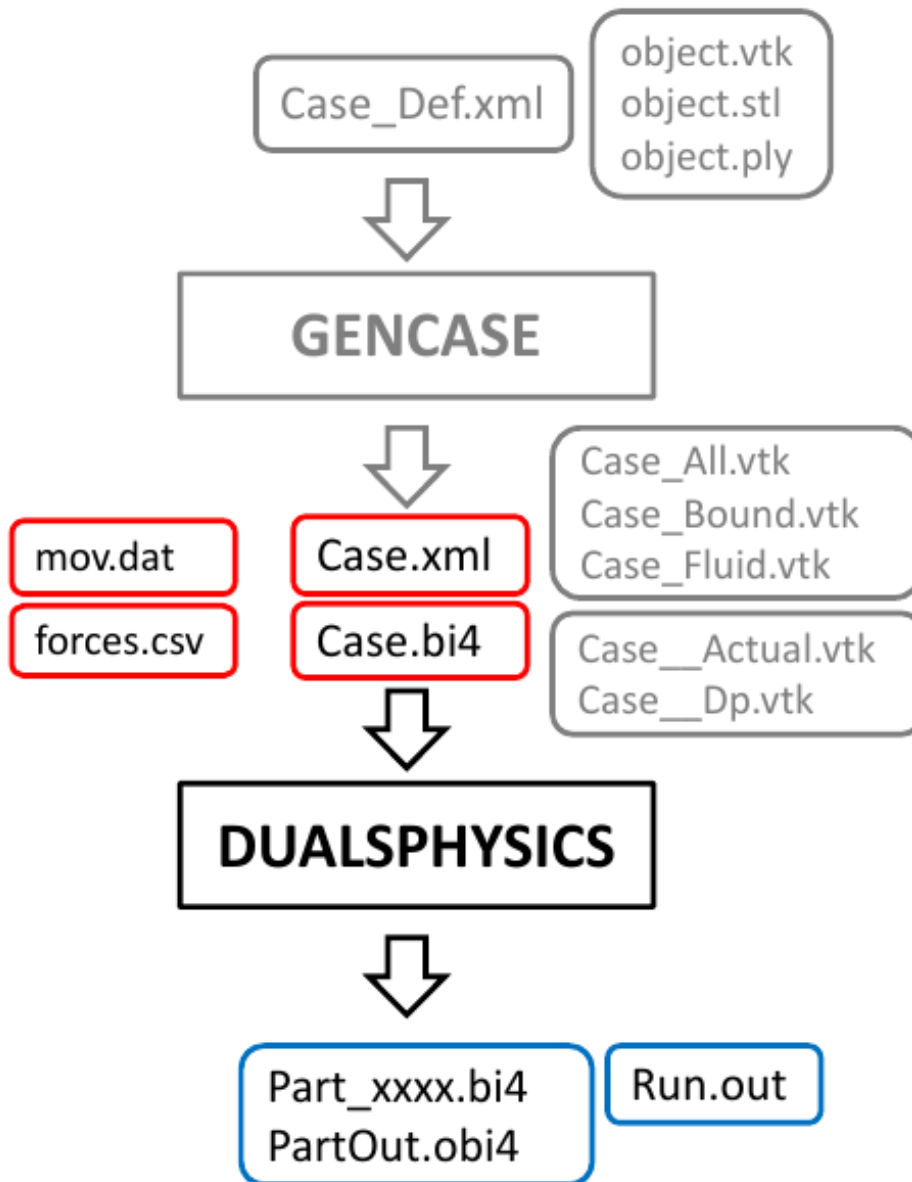 Case_Def.xml
object.vtk
object.stl
object.ply
GENCASE
Case_All.vtk
Case_Bound.vtk
Case_Fluid.vtk
mov.dat
Case.xml
forces.csv
Case.bi4
Case__Actual.vtk
Case__Dp.vtk
DUALSPHYSICS
Part_xxxx.bi4
PartOut.obi4
Run.out